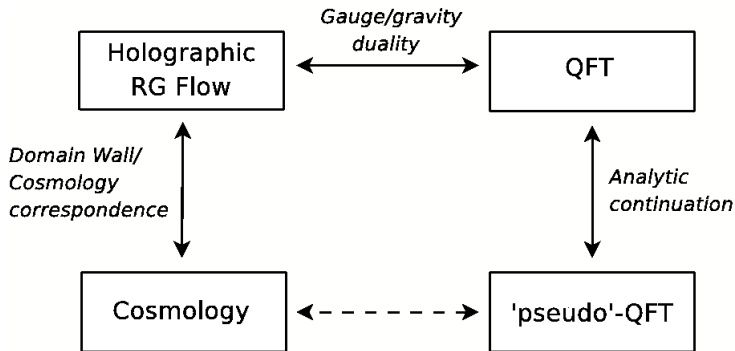 Gauge/gravity
duality
Holographic
RG Flow
QFT
Domain Wall/
Cosmology
correspondence
Analytic
continuation
Cosmology
'pseudo'-QFT